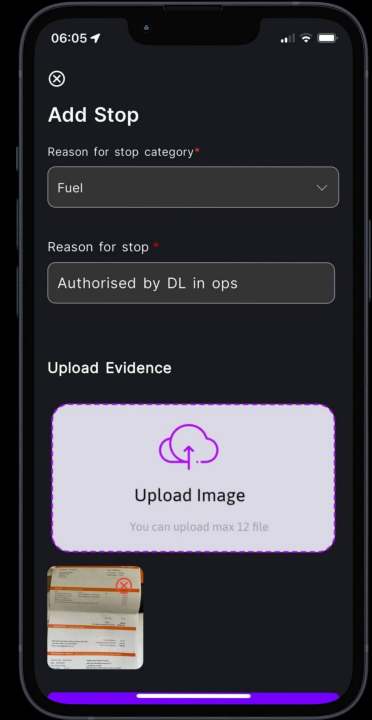 06:05
Add Stop
Reason for stop category*
Fuel
Reason for stop *
Authorised by DL in ops
Upload Evidence
Upload Image
You can upload max 12 file